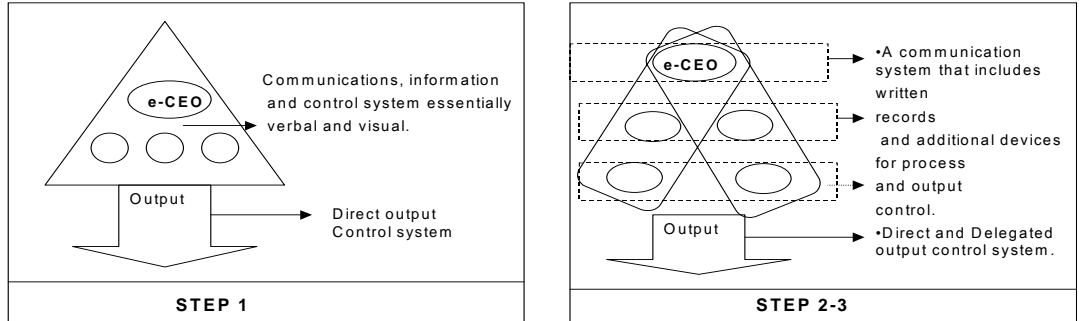 e-CEO
Communications, information
and control system essentially
verbal and visual.
Output
Direct output
Control system
STEP 1
e-CEO
•A communication
system that includes
written
records
and additional devices
for process
and output
control.
Output
•Direct and Delegated
output control system.
STEP 2-3